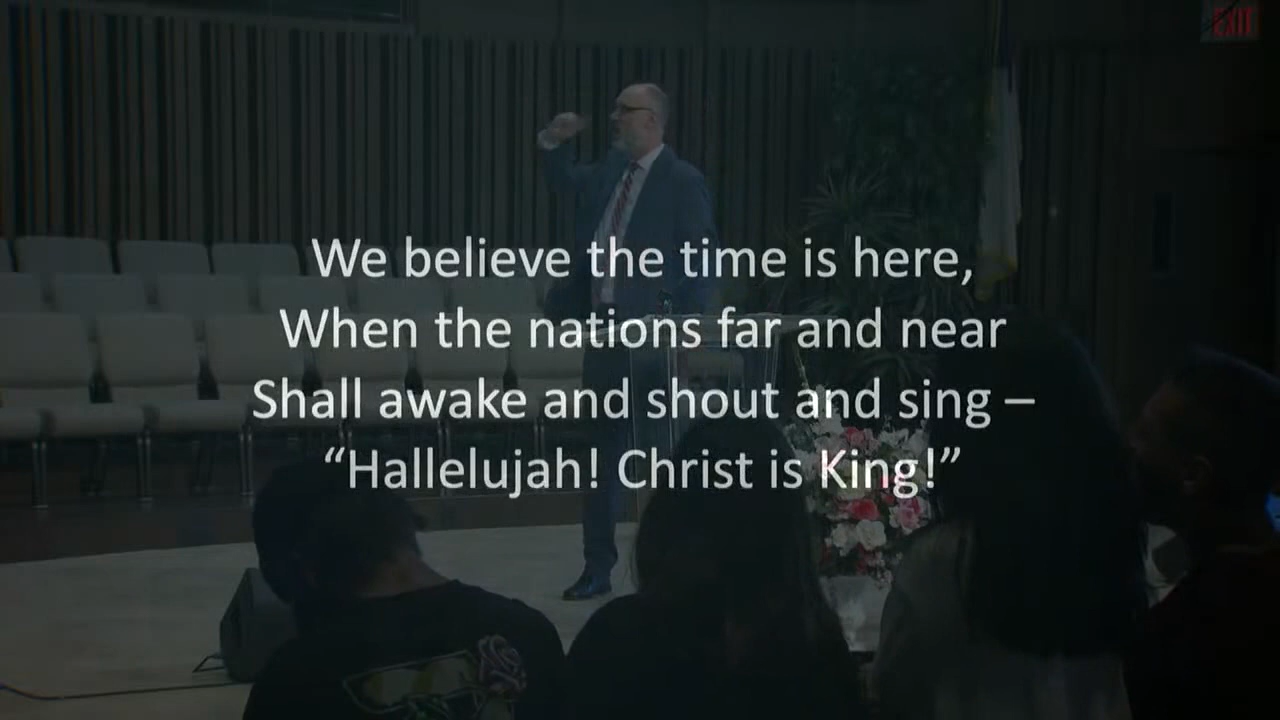 EXIT
We believe the time is here,
When the nations far and near
Shall awake and shout and sing –
“Hallelujah! Christ is King!”